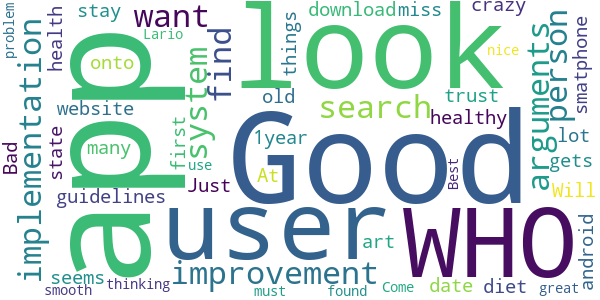 problem
stay
health
want
Lario
find
things
download
miss
crazy
look
app
onto
system
implementation
old
search
trust
person
smatphone
arguments
website
first
1year
healthy
lot
Bad
state
many
use
Good
gets
At
Just
Best
nice
Will
guidelines
user
WHO
art
android
seems
improvement
date
diet
smooth
thinking
must
found
Come
great